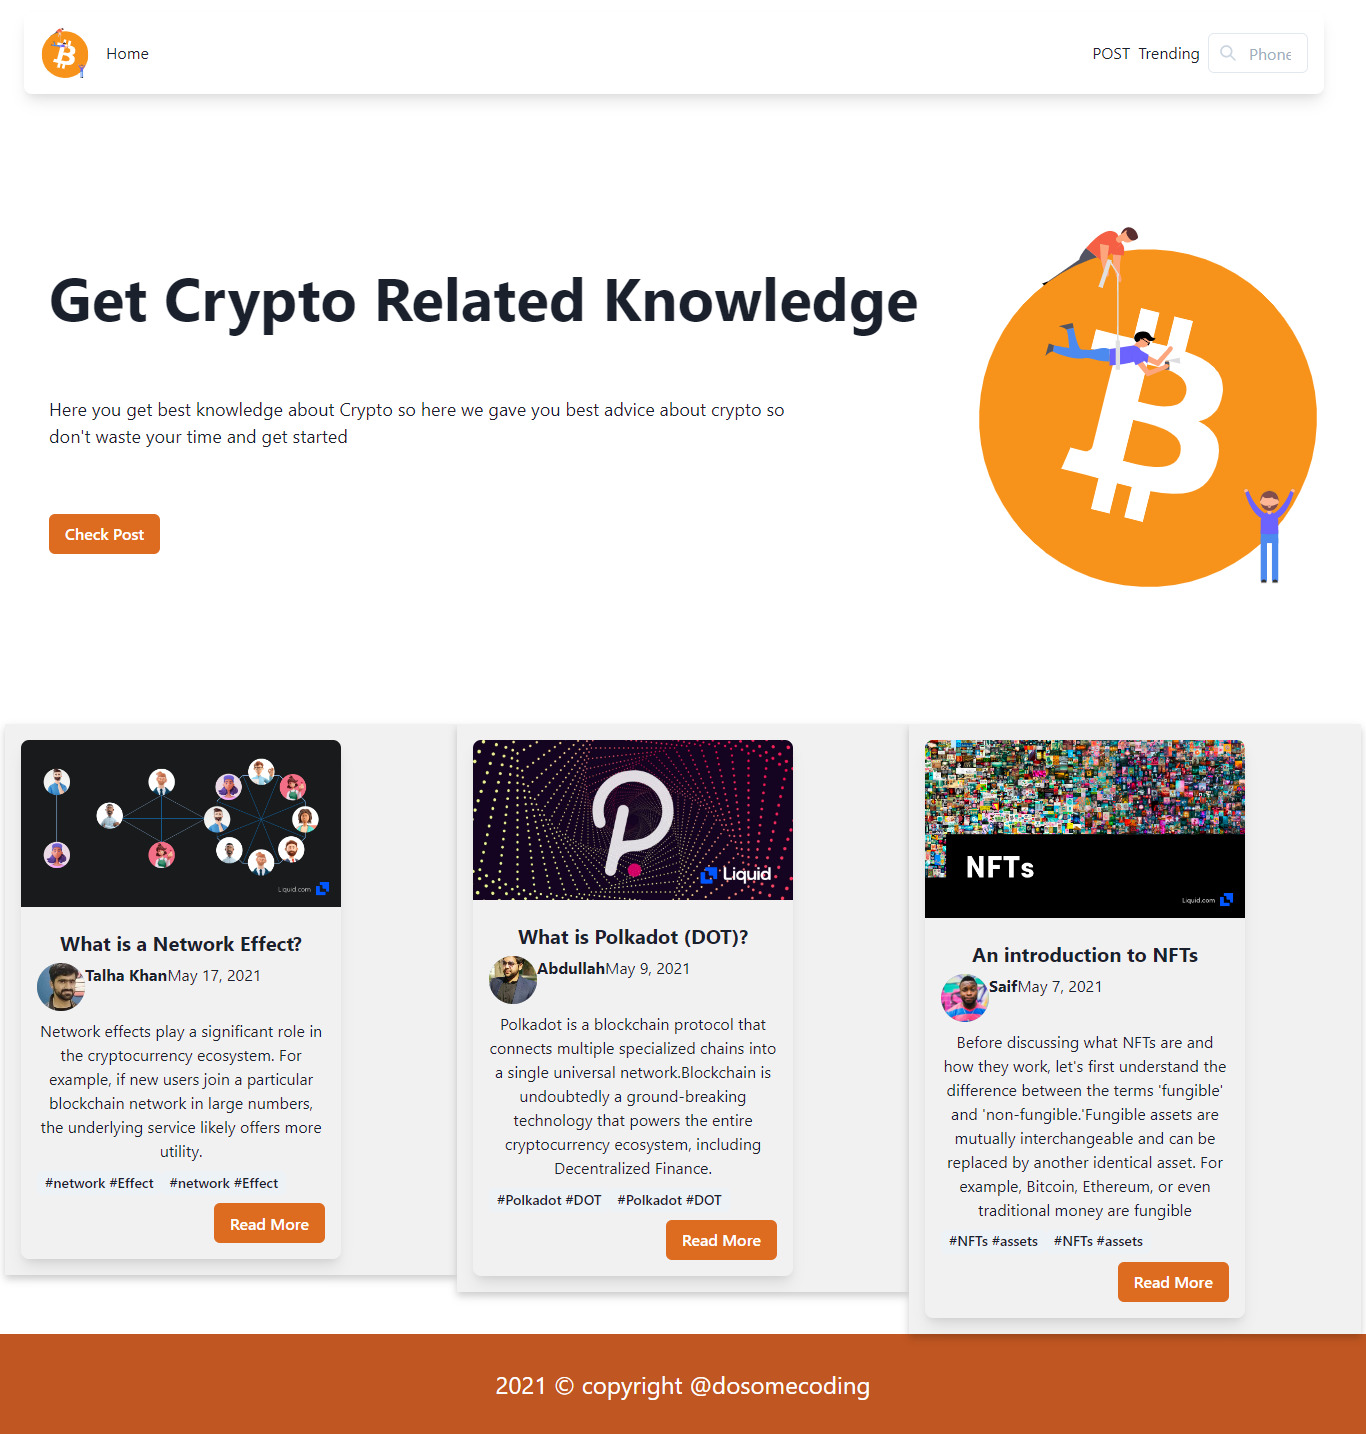 Home
POST Trending
Phone
Get Crypto Related Knowledge
Here you get best knowledge about Crypto so here we gave you best advice about crypto so
don't waste your time and get started
Check Post
Liquid.com
What is a Network Effect?
Talha Khan May 17, 2021
Network effects play a significant role in
the cryptocurrency ecosystem. For
example, if new users join a particular
blockchain network in large numbers,
the underlying service likely offers more
utility.
#network #Effect #network #Effect
Read More
Liquid
What is Polkadot (DOT)?
Abdullah May 9, 2021
Polkadot is a blockchain protocol that
connects multiple specialized chains into
a single universal network.Blockchain is
undoubtedly a ground-breaking
technology that powers the entire
cryptocurrency ecosystem, including
Decentralized Finance.
#Polkadot #DOT #Polkadot #DOT
Read More
NFTs
Liquid.com
An introduction to NFTs
Saif May 7, 2021
Before discussing what NFTs are and
how they work, let's first understand the
difference between the terms 'fungible'
and 'non-fungible.'Fungible assets are
mutually interchangeable and can be
replaced by another identical asset. For
example, Bitcoin, Ethereum, or even
traditional money are fungible
#NFTs #assets #NFTs #assets
Read More
2021 © copyright @dosomecoding